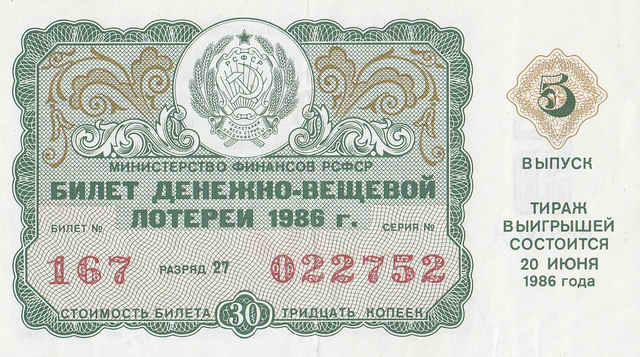 РСФСР
МИНИСТЕРСТВО ФИНАНСОВ РСФСР
БИЛЕТ ДЕНЕЖНО-ВЕЩЕВОЙ
ЛОТЕРЕИ 1986 г.
БИЛЕТ № СЕРИЯ №
167 РАЗРЯД 27 022752
СТОИМОСТЬ БИЛЕТА 30 ТРИДЦАТЬ КОПЕЕК
5
ВЫПУСК
ТИРАЖ
ВЫИГРЫШЕЙ
СОСТОИТСЯ
20 ИЮНЯ
1986 года